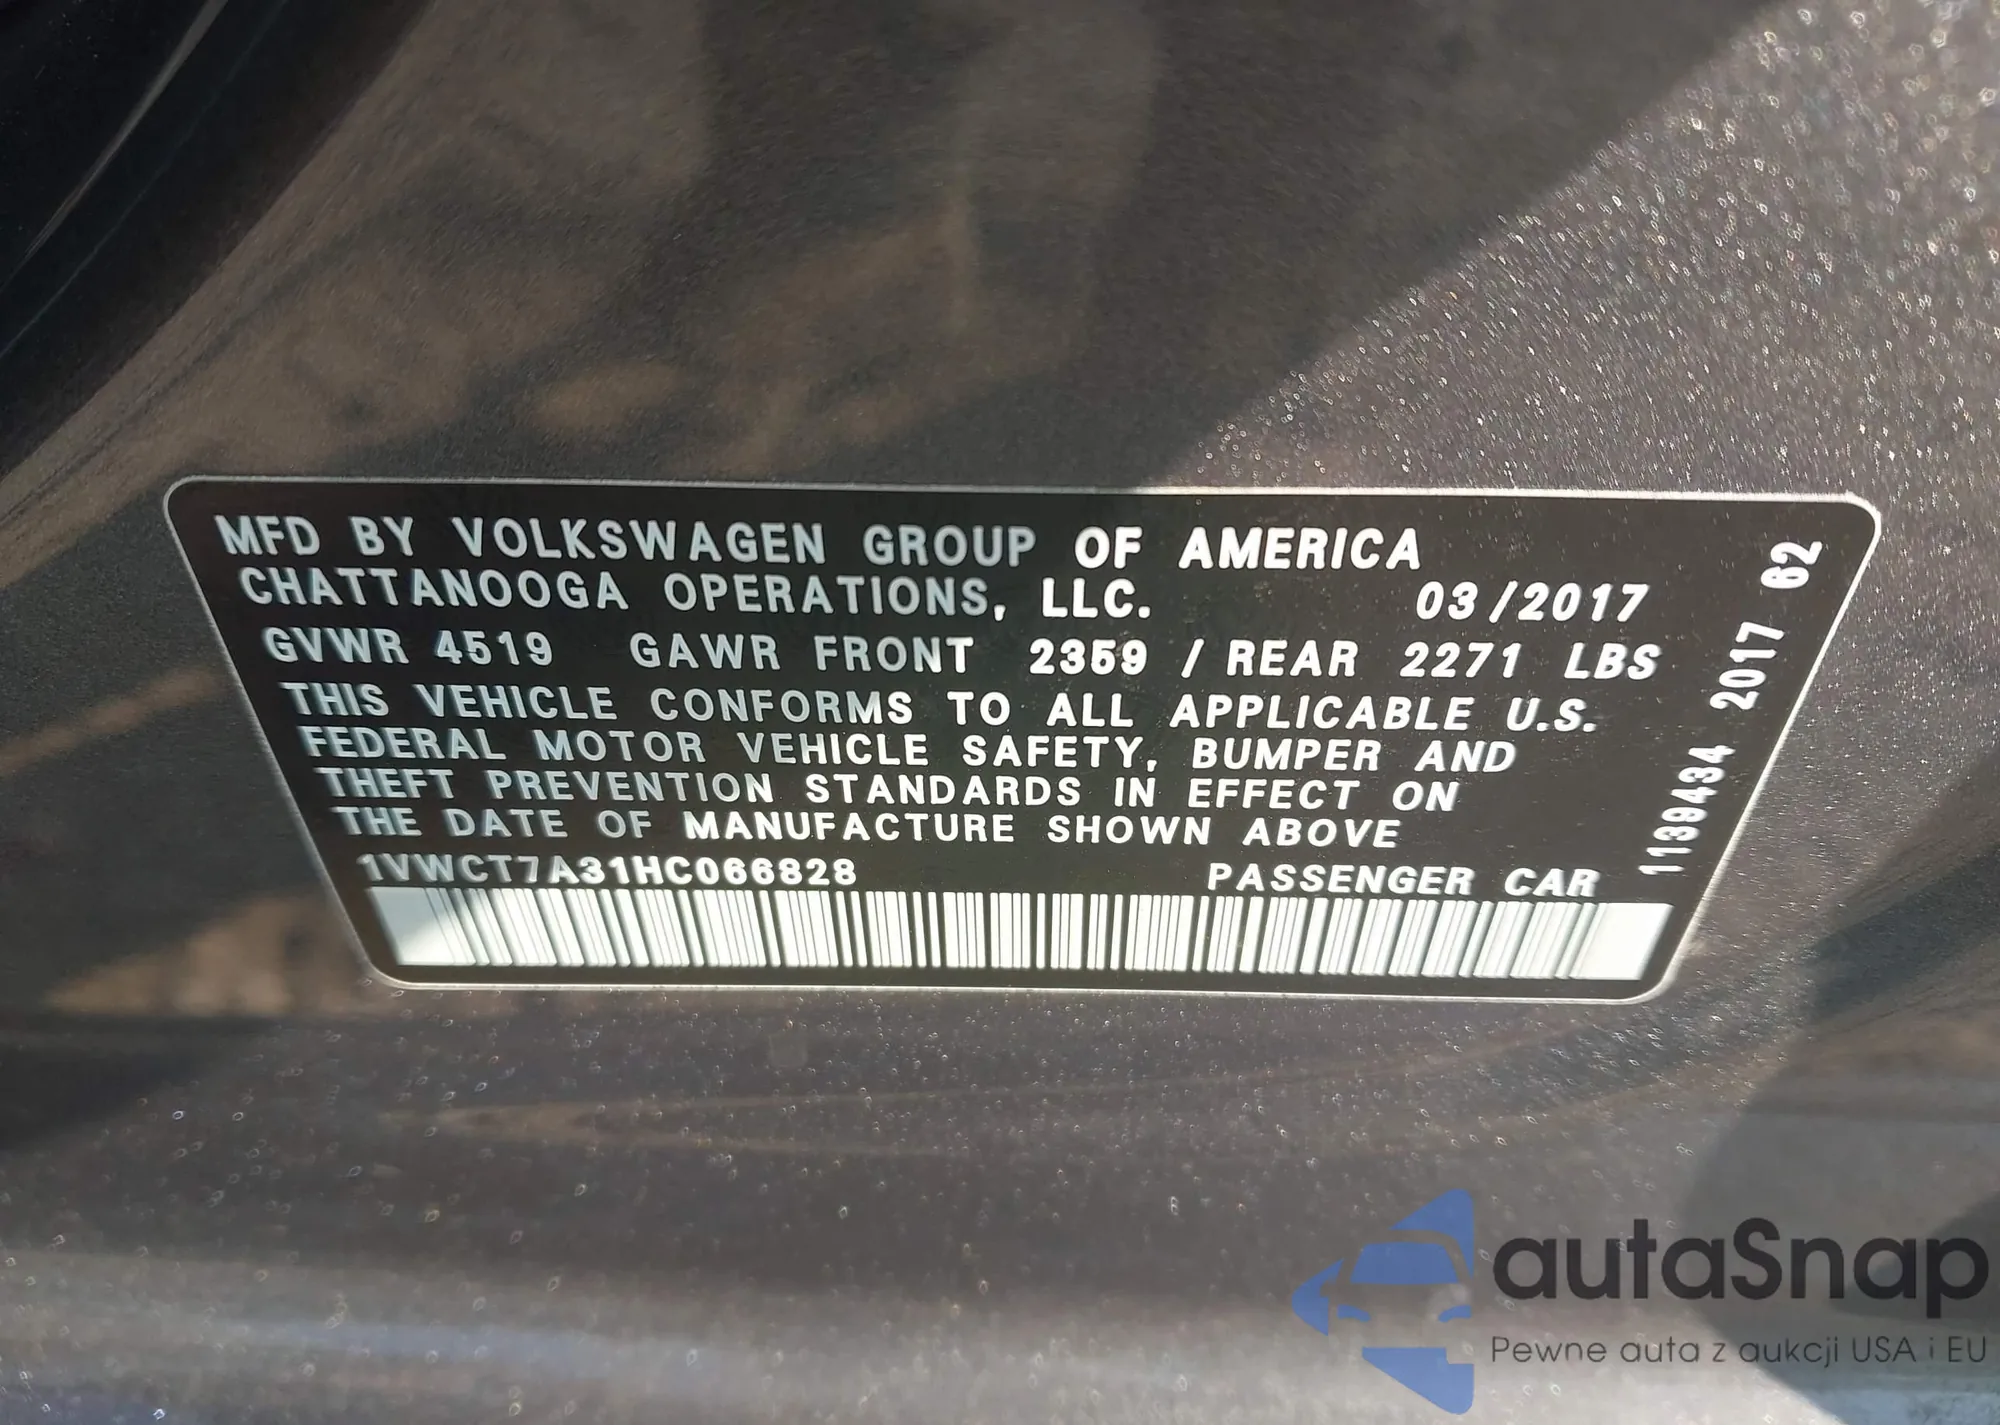 MFD BY VOLKSWAGEN GROUP OF AMERICA
CHATTANOOGA OPERATIONS, LLC. 03/2017
GVWR 4519 GAWR FRONT 2359 / REAR 2271 LBS
THIS VEHICLE CONFORMS TO ALL APPLICABLE U.S.
FEDERAL MOTOR VEHICLE SAFETY, BUMPER AND
THEFT PREVENTION STANDARDS IN EFFECT ON
THE DATE OF MANUFACTURE SHOWN ABOVE
1VWCT7A31HC066828 PASSENGER CAR
1139434 2017 62
autaSnap
Pewne auta z aukcji USA i EU